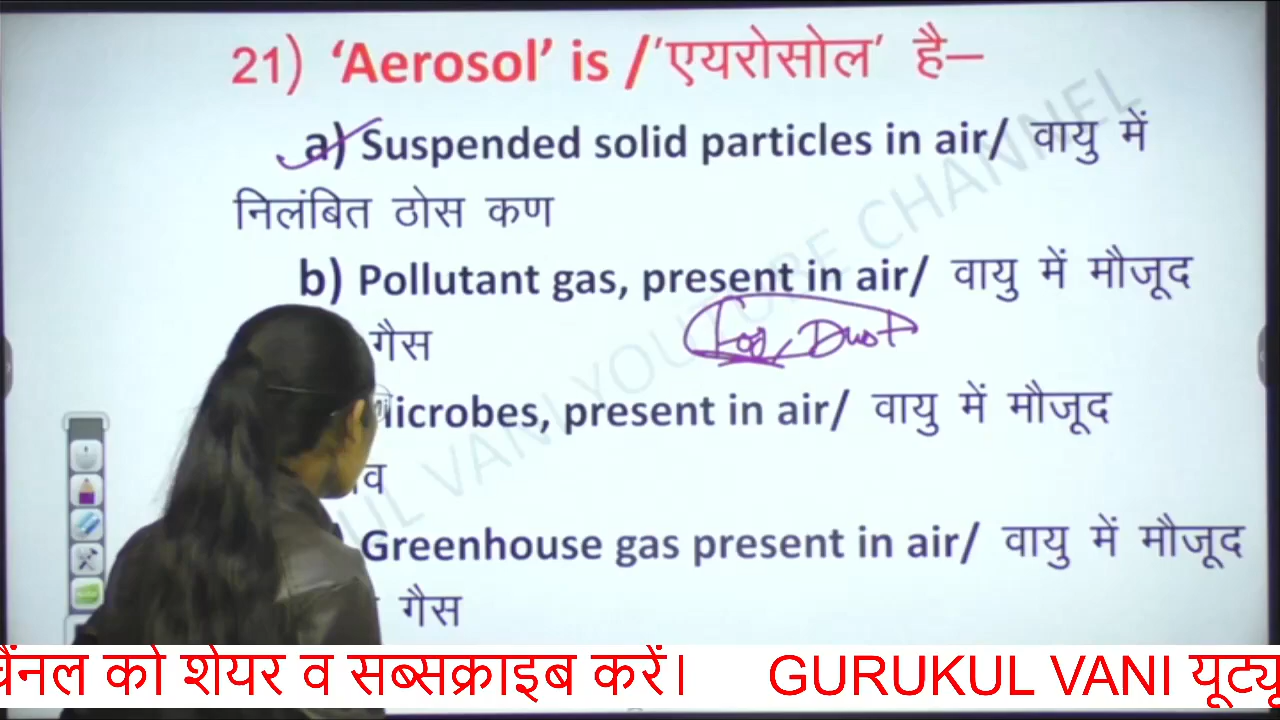 21) ‘Aerosol’ is /'एयरोसोल' है–
a) Suspended solid particles in air/ वायु में
निलंबित ठोस कण
b) Pollutant gas, present in air/ वायु में मौजूद
गैस
Fog, Dust
Microbes, present in air/ वायु में मौजूद
व
Greenhouse gas present in air/ वायु में मौजूद
गैस
चैंनल को शेयर व सब्सक्राइब करें। GURUKUL VANI यूट्यू